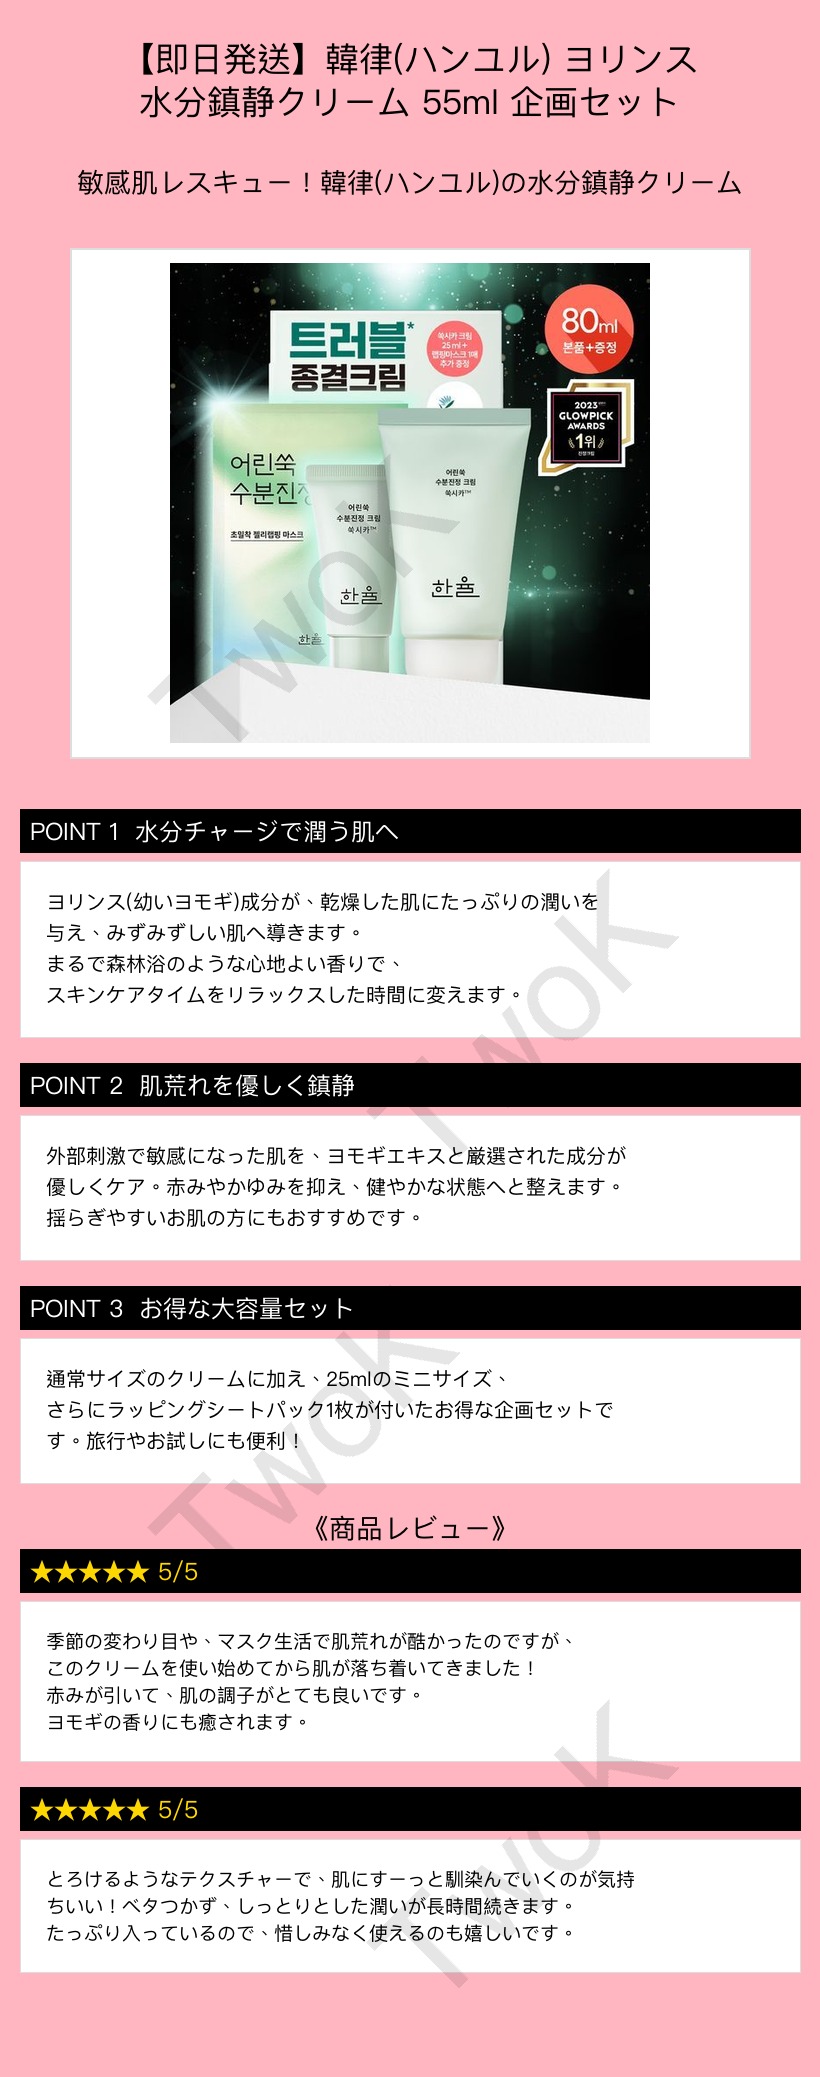 【即日発送】韓律(ハンユル) ヨリンス
水分鎮静クリーム 55ml 企画セット
敏感肌レスキュー！韓律(ハンユル)の水分鎮静クリーム
트러블*
종결크림
쑥시카 크림
25ml +
랩핑마스크 1매
추가 증정
80ml
본품+증정
2023
GLOWPICK
AWARDS
1위
진정크림
어린쑥
수분진정
초밀착 젤리랩핑 마스크
한율
어린쑥
수분진정 크림
쑥시카™
한율
어린쑥
수분진정 크림
쑥시카™
한율
TwoK
POINT 1 水分チャージで潤う肌へ
ヨリンス(幼いヨモギ)成分が、乾燥した肌にたっぷりの潤いを
与え、みずみずしい肌へ導きます。
まるで森林浴のような心地よい香りで、
スキンケアタイムをリラックスした時間に変えます。
TwoK
POINT 2 肌荒れを優しく鎮静
外部刺激で敏感になった肌を、ヨモギエキスと厳選された成分が
優しくケア。赤みやかゆみを抑え、健やかな状態へと整えます。
揺らぎやすいお肌の方にもおすすめです。
POINT 3 お得な大容量セット
通常サイズのクリームに加え、25mlのミニサイズ、
さらにラッピングシートパック1枚が付いたお得な企画セットで
す。旅行やお試しにも便利！
TwoK
《商品レビュー》
★★★★★ 5/5
季節の変わり目や、マスク生活で肌荒れが酷かったのですが、
このクリームを使い始めてから肌が落ち着いてきました！
赤みが引いて、肌の調子がとても良いです。
ヨモギの香りにも癒されます。
★★★★★ 5/5
とろけるようなテクスチャーで、肌にすーっと馴染んでいくのが気持
ちいい！ベタつかず、しっとりとした潤いが長時間続きます。
たっぷり入っているので、惜しみなく使えるのも嬉しいです。
TwoK